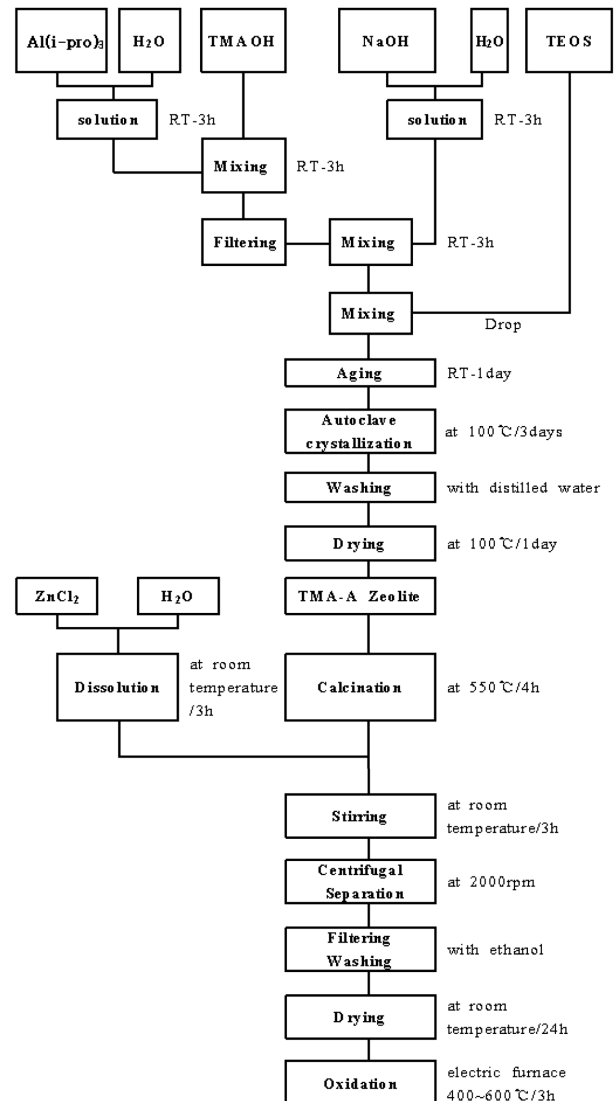 Al(i-pro)₃
H₂O
TMAOH
NaOH
H₂O
TEOS
solution
RT-3h
solution
RT-3h
Mixing
RT-3h
Filtering
Mixing
RT-3h
Mixing
Drop
Aging
RT-1day
Autoclave
crystallization
at 100℃/3days
Washing
with distilled water
Drying
at 100℃/1day
ZnCl₂
H₂O
TMA-A Zeolite
Dissolution
at room
temperature
/3h
Calcination
at 550℃/4h
Stirring
at room
temperature/3h
Centrifugal
Separation
at 2000rpm
Filtering
Washing
with ethanol
Drying
at room
temperature/24h
Oxidation
electric furnace
400~600℃/3h